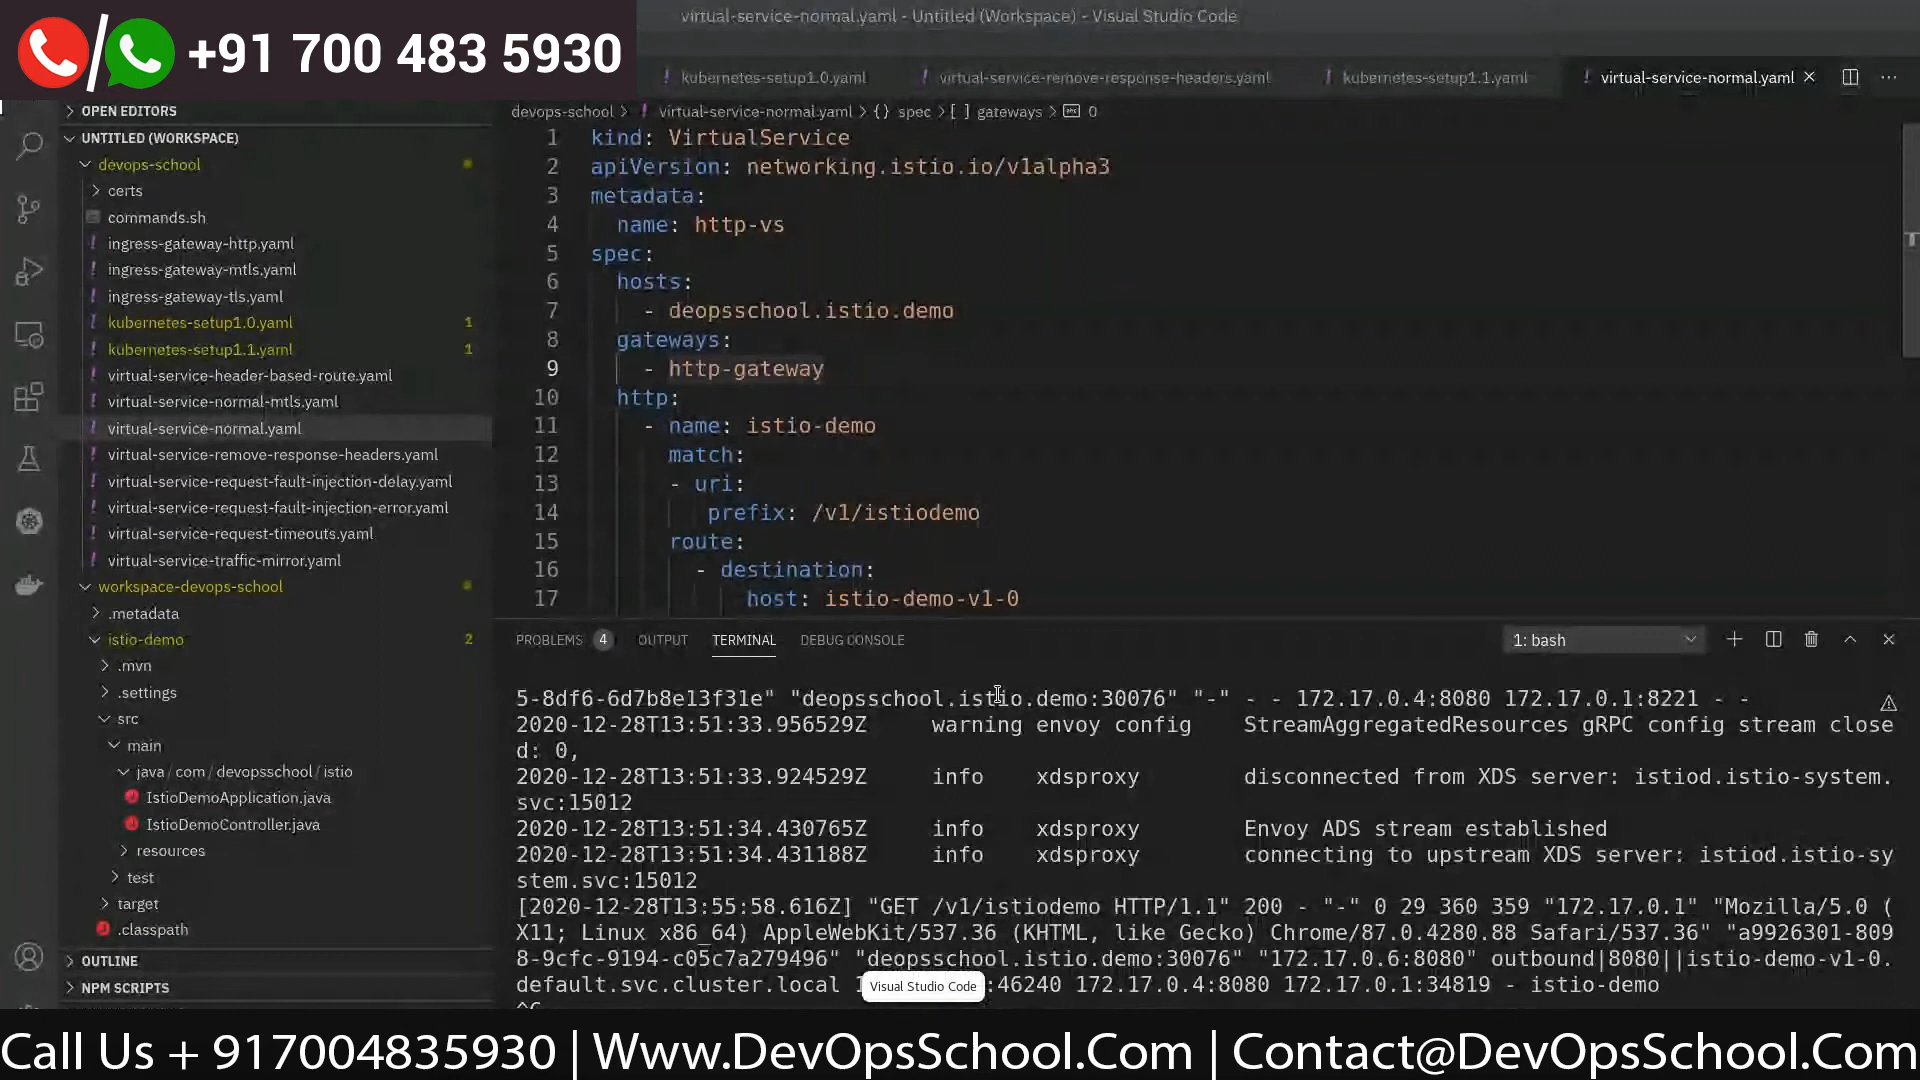 +91 700 483 5930
virtual-service-normal.yaml - Untitled (Workspace) - Visual Studio Code
kubernetes-setup1.0.yaml
virtual-service-remove-response-headers.yaml
kubernetes-setup1.1.yaml
virtual-service-normal.yaml
OPEN EDITORS
UNTITLED (WORKSPACE)
devops-school
certs
commands.sh
ingress-gateway-http.yaml
ingress-gateway-mtls.yaml
ingress-gateway-tls.yaml
kubernetes-setup1.0.yaml 1
kubernetes-setup1.1.yaml 1
virtual-service-header-based-route.yaml
virtual-service-normal-mtls.yaml
virtual-service-normal.yaml
virtual-service-remove-response-headers.yaml
virtual-service-request-fault-injection-delay.yaml
virtual-service-request-fault-injection-error.yaml
virtual-service-request-timeouts.yaml
virtual-service-traffic-mirror.yaml
workspace-devops-school
.metadata
istio-demo 2
.mvn
.settings
src
main
java / com / devopsschool / istio
IstioDemoApplication.java
IstioDemoController.java
resources
test
target
.classpath
OUTLINE
NPM SCRIPTS
devops-school > ! virtual-service-normal.yaml > {} spec > [ ] gateways > 0
1 kind: VirtualService
2 apiVersion: networking.istio.io/v1alpha3
3 metadata:
4 name: http-vs
5 spec:
6 hosts:
7 - deopsschool.istio.demo
8 gateways:
9 - http-gateway
10 http:
11 - name: istio-demo
12 match:
13 - uri:
14 prefix: /v1/istiodemo
15 route:
16 - destination:
17 host: istio-demo-v1-0
PROBLEMS 4 OUTPUT TERMINAL DEBUG CONSOLE 1: bash
5-8df6-6d7b8e13f31e" "deopsschool.istio.demo:30076" "-" - - 172.17.0.4:8080 172.17.0.1:8221 - -
2020-12-28T13:51:33.956529Z warning envoy config StreamAggregatedResources gRPC config stream close
d: 0,
2020-12-28T13:51:33.924529Z info xdsproxy disconnected from XDS server: istiod.istio-system.
svc:15012
2020-12-28T13:51:34.430765Z info xdsproxy Envoy ADS stream established
2020-12-28T13:51:34.431188Z info xdsproxy connecting to upstream XDS server: istiod.istio-sy
stem.svc:15012
[2020-12-28T13:55:58.616Z] "GET /v1/istiodemo HTTP/1.1" 200 - "-" 0 29 360 359 "172.17.0.1" "Mozilla/5.0 (
X11; Linux x86_64) AppleWebKit/537.36 (KHTML, like Gecko) Chrome/87.0.4280.88 Safari/537.36" "a9926301-809
8-9cfc-9194-c05c7a279496" "deopsschool.istio.demo:30076" "172.17.0.6:8080" outbound|8080||istio-demo-v1-0.
default.svc.cluster.local :46240 172.17.0.4:8080 172.17.0.1:34819 - istio-demo
Visual Studio Code
Call Us + 917004835930 | Www.DevOpsSchool.Com | Contact@DevOpsSchool.Com